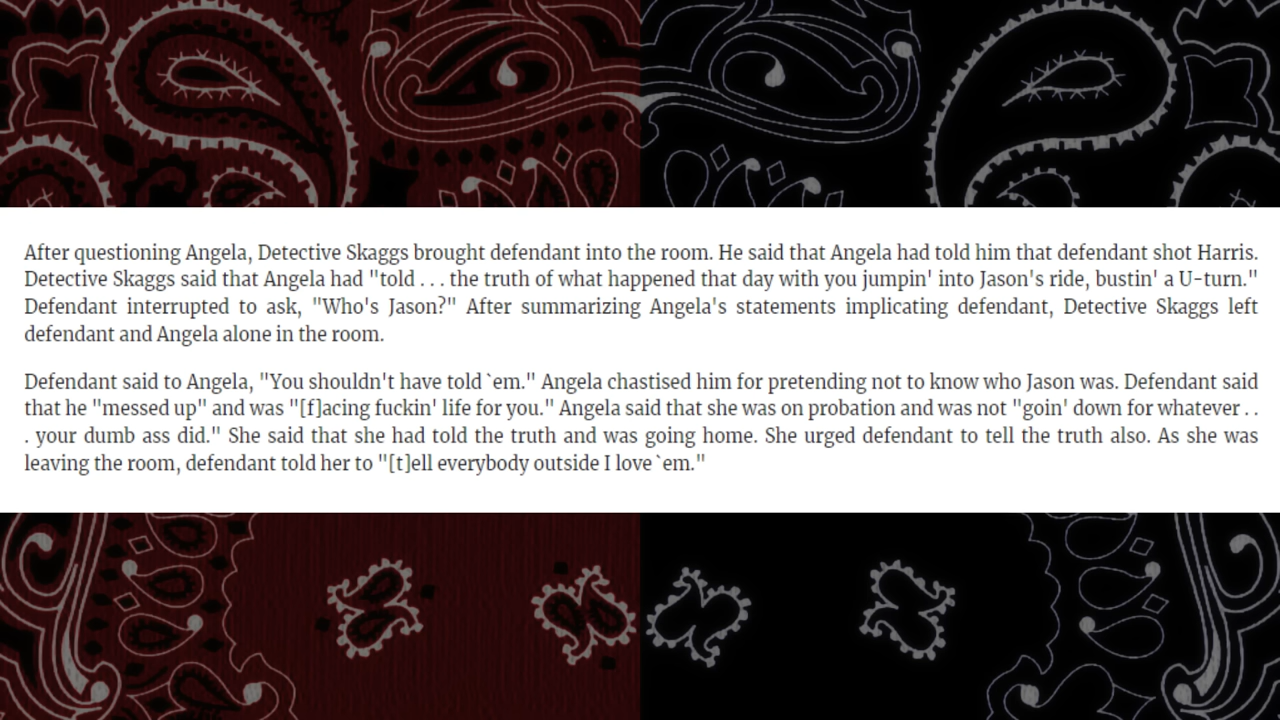 After questioning Angela, Detective Skaggs brought defendant into the room. He said that Angela had told him that defendant shot Harris.
Detective Skaggs said that Angela had "told . . . the truth of what happened that day with you jumpin' into Jason's ride, bustin' a U-turn."
Defendant interrupted to ask, "Who's Jason?" After summarizing Angela's statements implicating defendant, Detective Skaggs left
defendant and Angela alone in the room.
Defendant said to Angela, "You shouldn't have told `em." Angela chastised him for pretending not to know who Jason was. Defendant said
that he "messed up" and was "[f]acing fuckin' life for you." Angela said that she was on probation and was not "goin' down for whatever . .
. your dumb ass did." She said that she had told the truth and was going home. She urged defendant to tell the truth also. As she was
leaving the room, defendant told her to "[t]ell everybody outside I love `em."